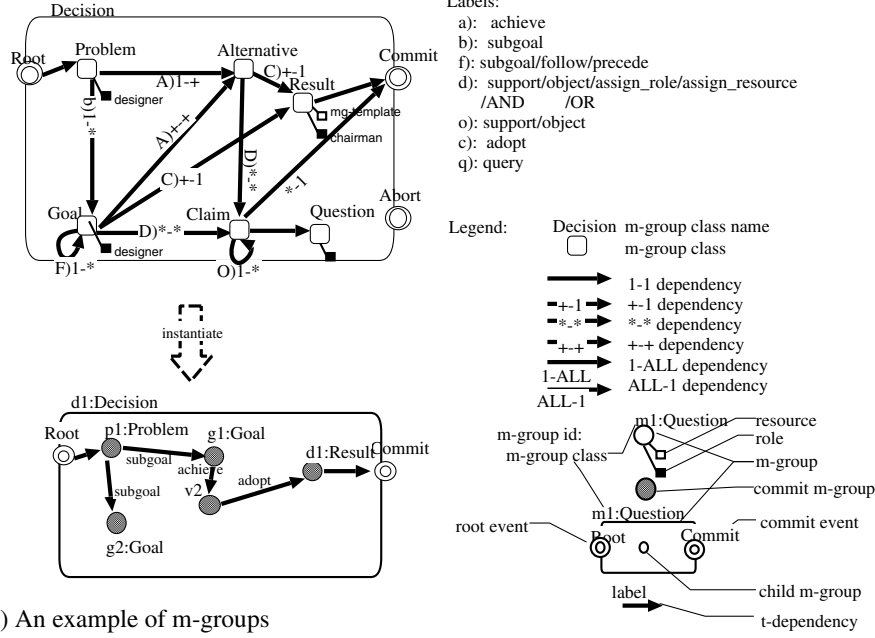 Decision
Root
Problem
Alternative
Commit
A)1-+
C)+-1
Result
designer
b)1-*
mg-template
chairman
A)+-+
C)+-1
D)*-*
*-1
Abort
Goal
Claim
Question
D)*-*
designer
F)1-*
O)1-*
instantiate
d1:Decision
Root
p1:Problem
g1:Goal
d1:Result
Commit
subgoal
achieve
adopt
subgoal
v2
g2:Goal
) An example of m-groups
Labels:
a): achieve
b): subgoal
f): subgoal/follow/precede
d): support/object/assign_role/assign_resource
/AND /OR
o): support/object
c): adopt
q): query
Legend:
Decision m-group class name
m-group class
1-1 dependency
+-1 +-1 dependency
*-* *-* dependency
+-+ +-+ dependency
1-ALL dependency
1-ALL
ALL-1 dependency
ALL-1
m1:Question
resource
role
m-group id:
m-group class
m-group
commit m-group
m1:Question
root event
Root
Commit
commit event
child m-group
label
t-dependency